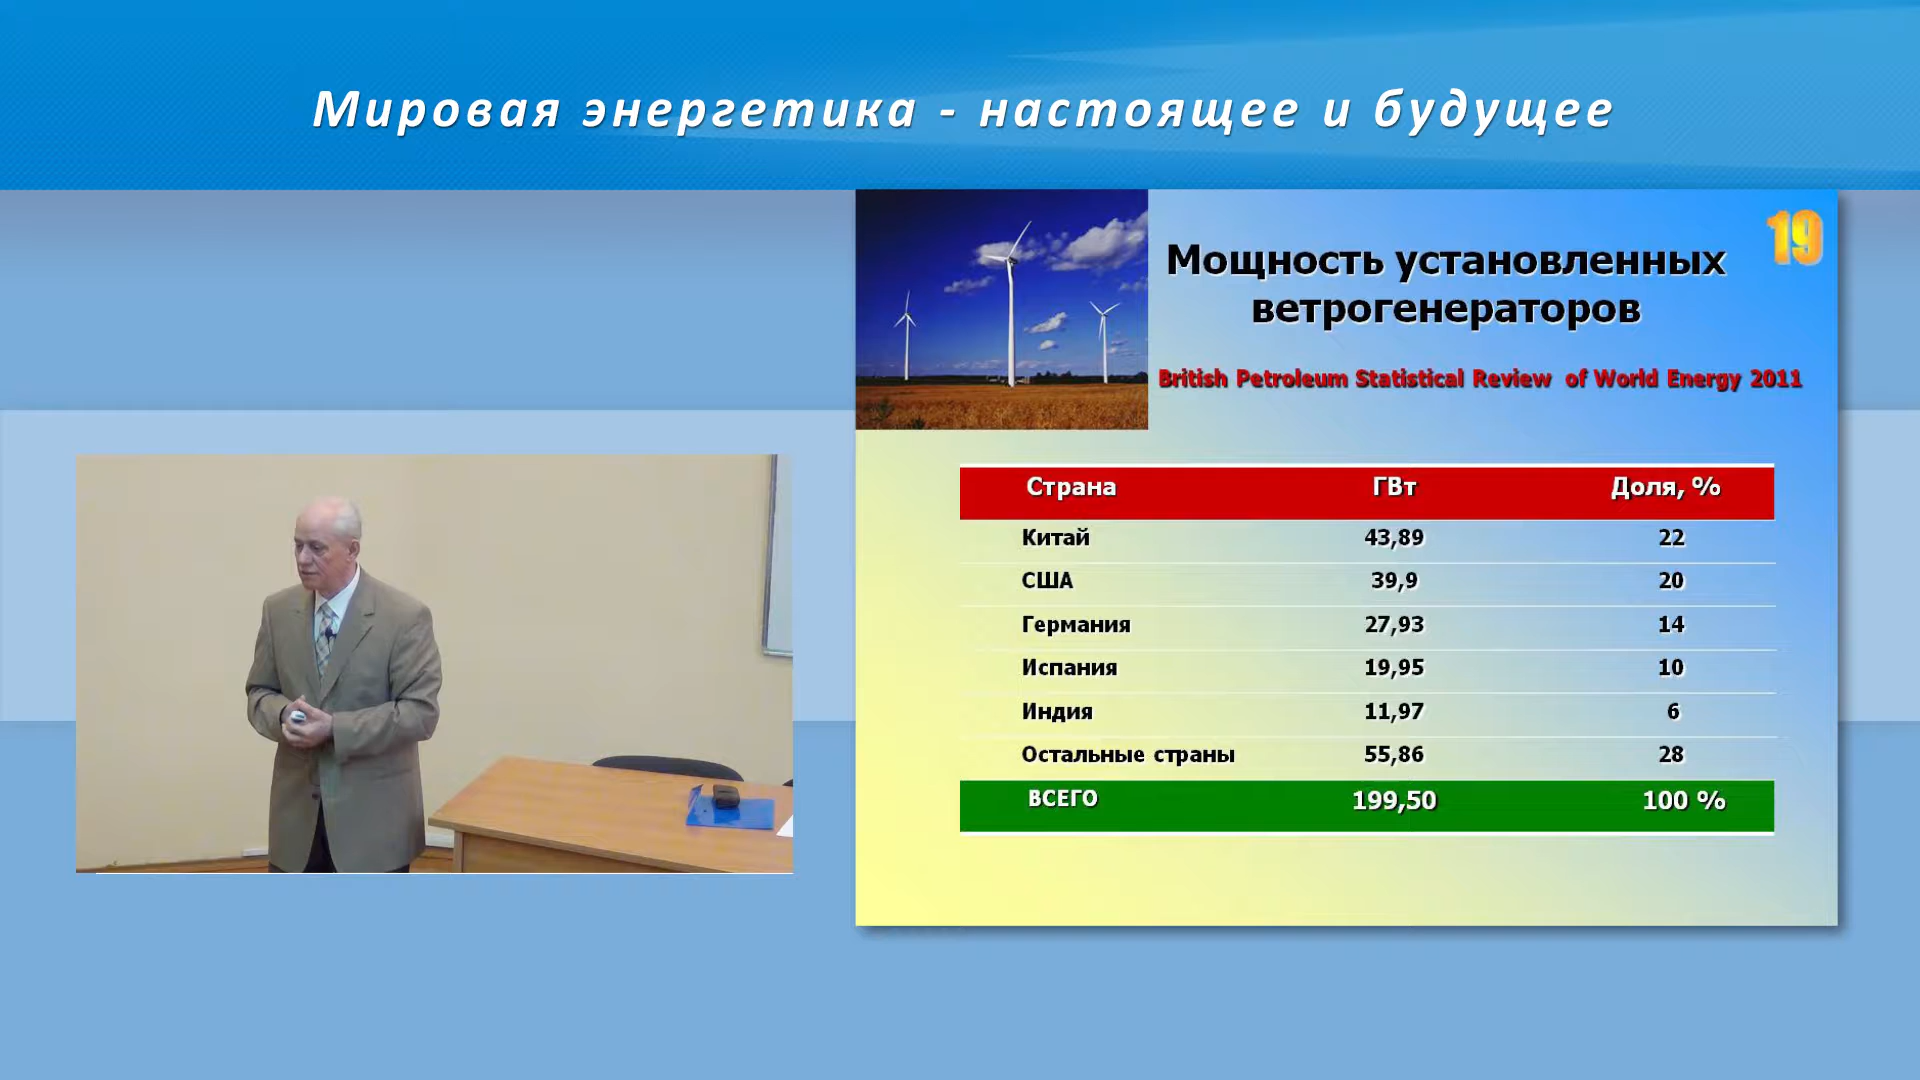 Мировая энергетика - настоящее и будущее
19
Мощность установленных
ветрогенераторов
British Petroleum Statistical Review of World Energy 2011
Страна ГВт Доля, %
Китай 43,89 22
США 39,9 20
Германия 27,93 14
Испания 19,95 10
Индия 11,97 6
Остальные страны 55,86 28
ВСЕГО 199,50 100 %